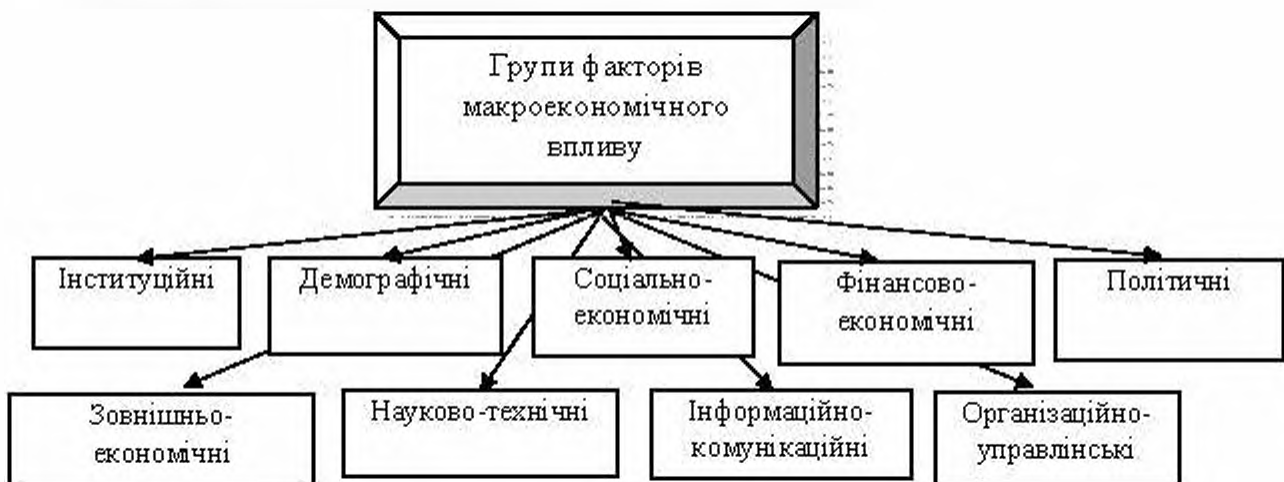 Групи факторів
макроекономічного
впливу
Інституційні
Демографічні
Соціально-
економічні
Фінансово-
економічні
Політичні
Зовнішньо-
економічні
Науково-технічні
Інформаційно-
комунікаційні
Організаційно-
управлінські